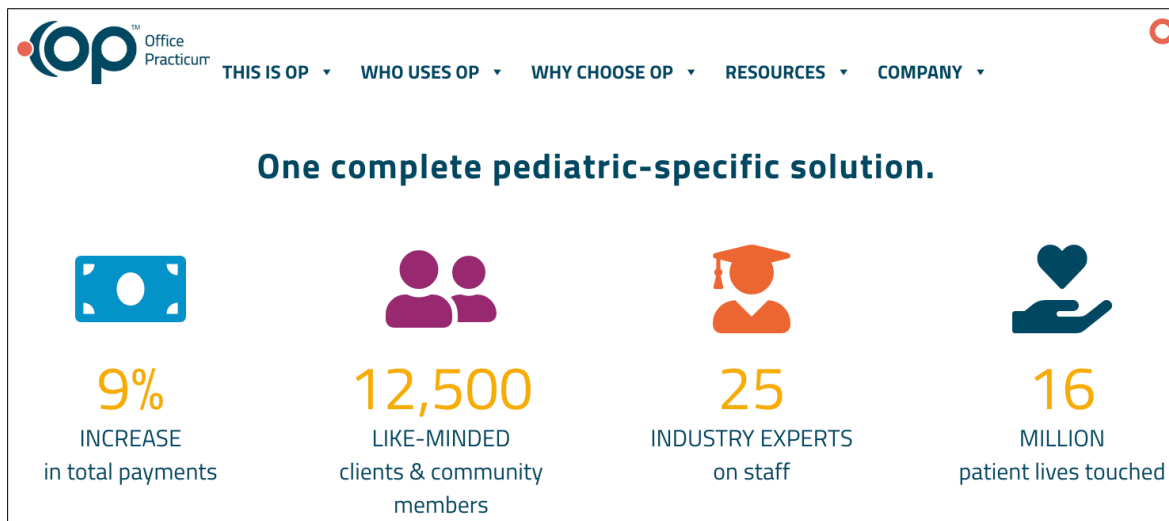 op™ Office
Practicum
THIS IS OP ▾ WHO USES OP ▾ WHY CHOOSE OP ▾ RESOURCES ▾ COMPANY ▾
One complete pediatric-specific solution.
9% 12,500 25 16
INCREASE LIKE-MINDED INDUSTRY EXPERTS MILLION
in total payments clients & community on staff patient lives touched
members